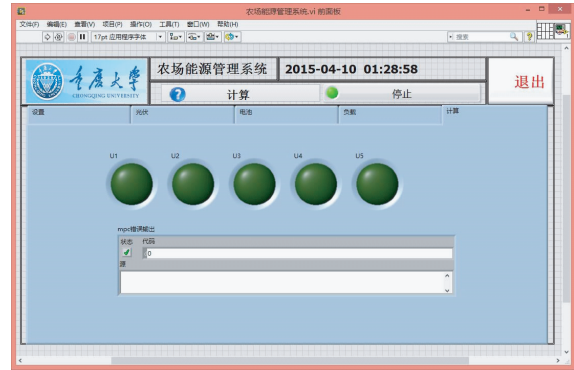 农场能源管理系统.vi 前面板
文件(F) 编辑(E) 查看(V) 项目(P) 操作(O) 工具(T) 窗口(W) 帮助(H)
17pt 应用程序字体
搜索
重庆大学
CHONGQING UNIVERSITY
农场能源管理系统 2015-04-10 01:28:58
计算 停止
退出
设置 光伏 电池 负载 计算
U1 U2 U3 U4 U5
mpc错误输出
状态 代码
0
源